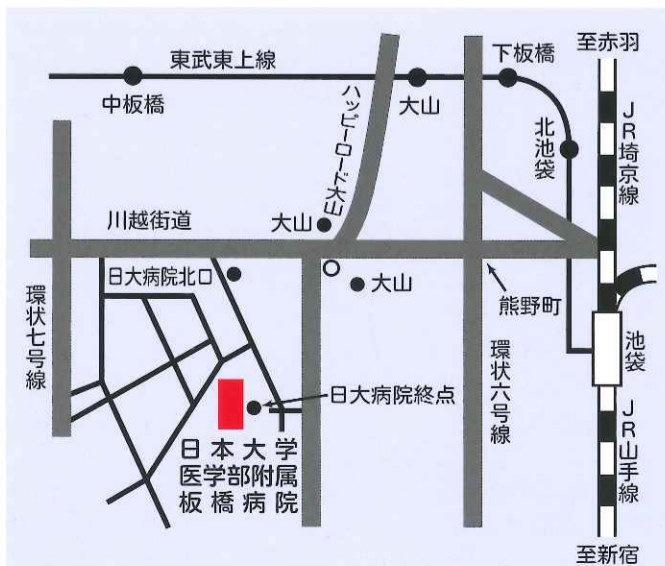 至赤羽
東武東上線
下板橋
中板橋
大山
JR埼京線
ハッピーロード大山
北池袋
川越街道
大山
日大病院北口
大山
熊野町
環状七号線
環状六号線
池袋
日大病院終点
日本大学
医学部附属
板橋病院
JR山手線
至新宿